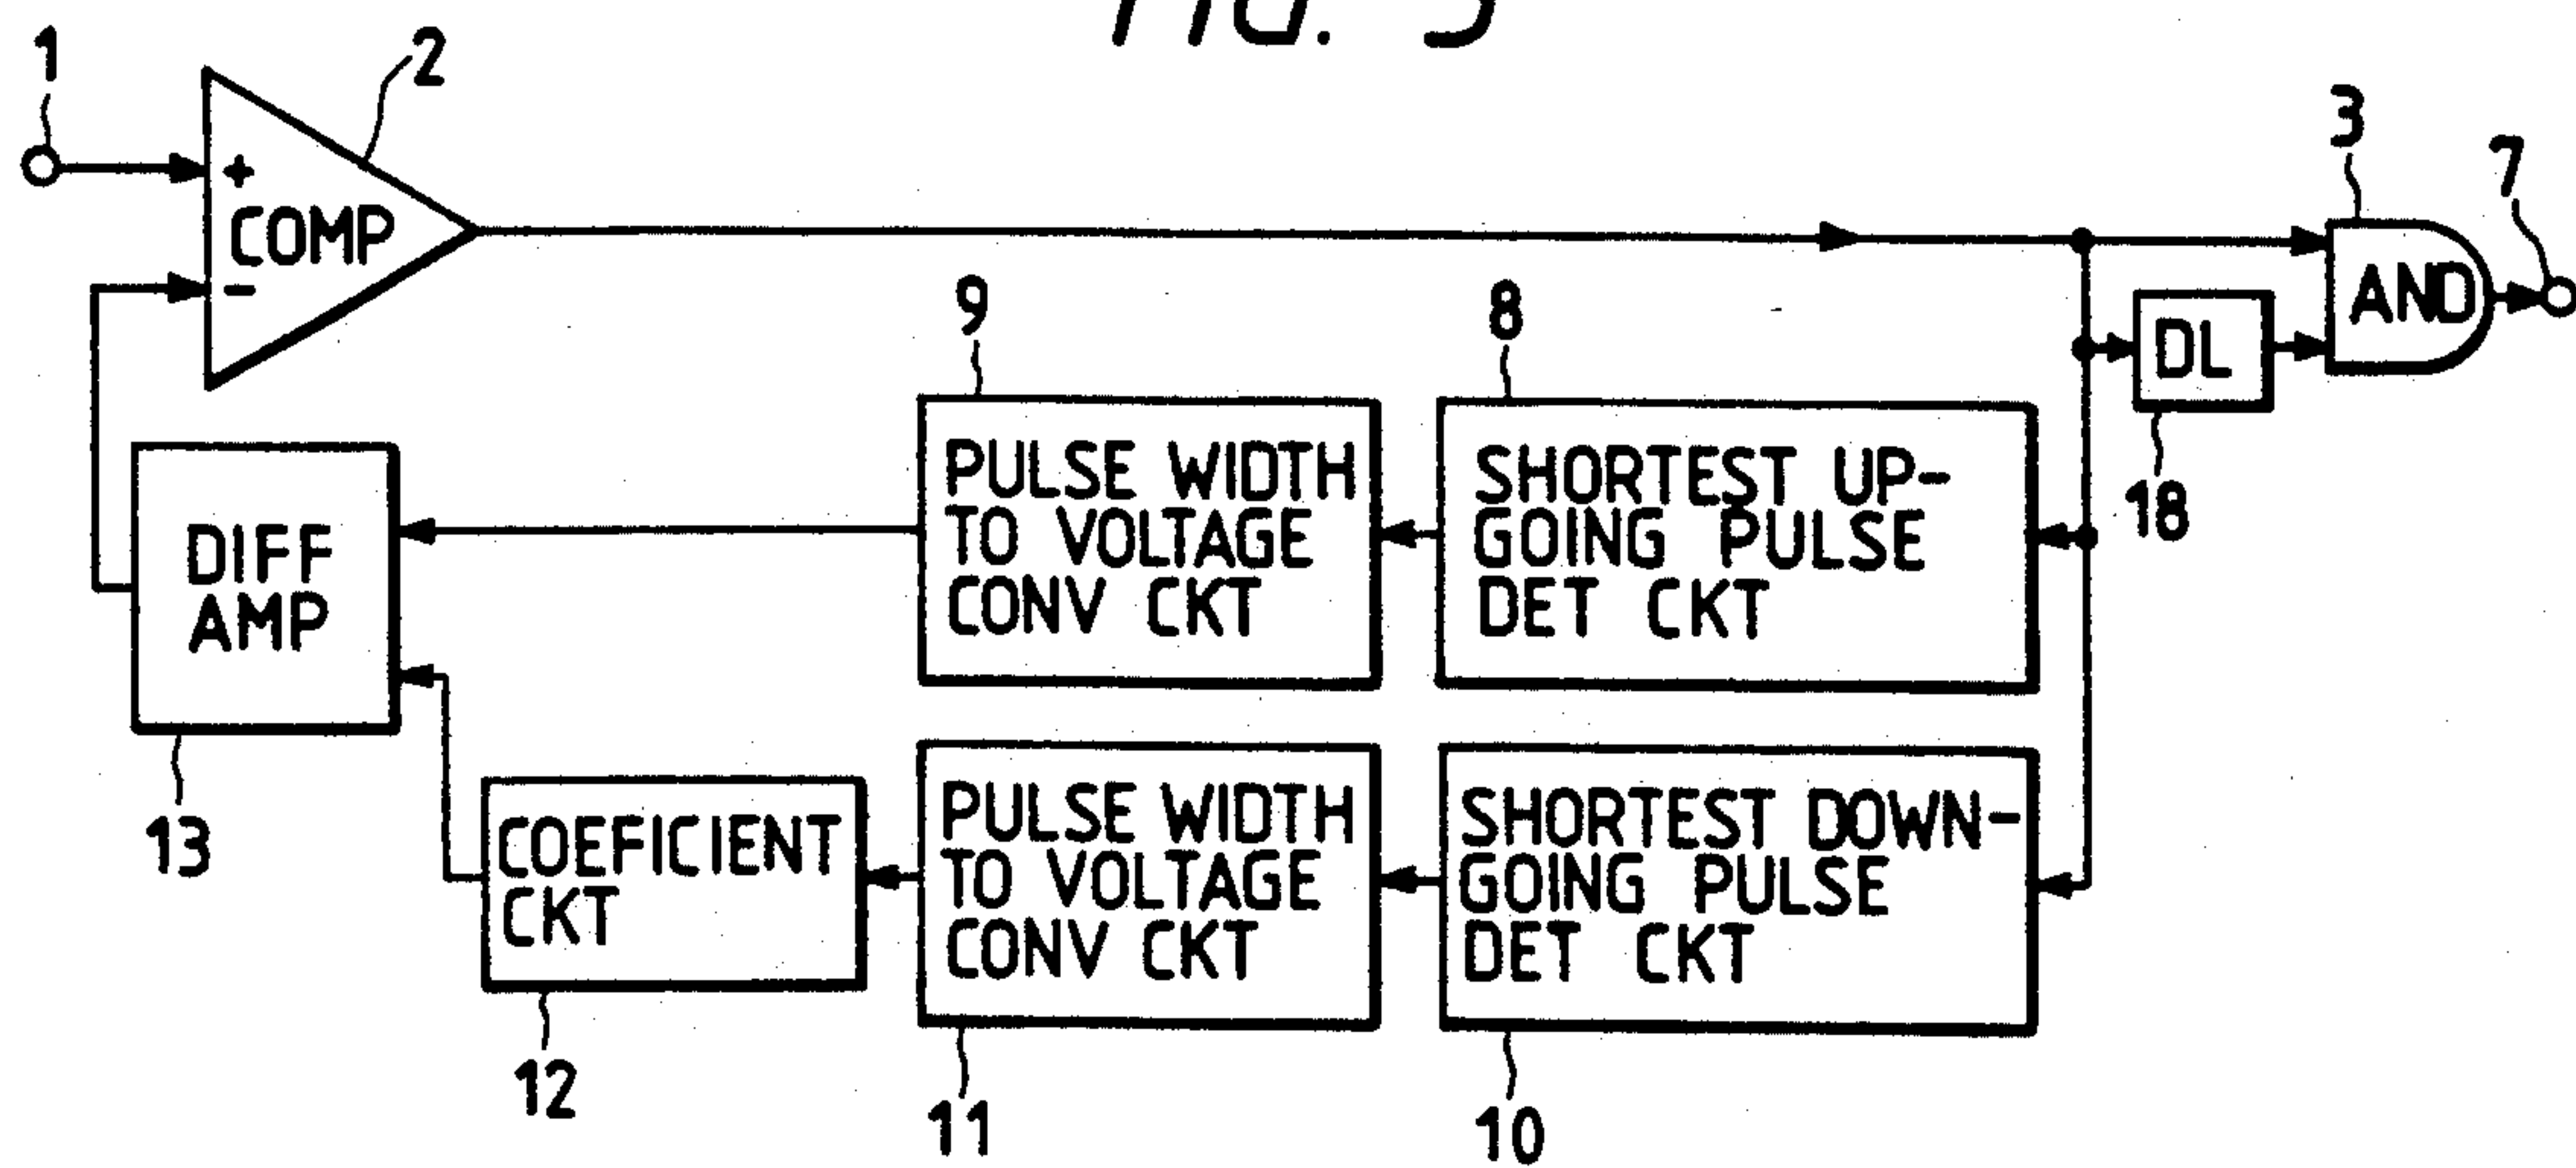 FIG. 5
1
2
3
7
+
COMP
-
AND
DL
18
9
8
PULSE WIDTH
TO VOLTAGE
CONV CKT
SHORTEST UP-
GOING PULSE
DET CKT
DIFF
AMP
13
COEFICIENT
CKT
12
PULSE WIDTH
TO VOLTAGE
CONV CKT
11
SHORTEST DOWN-
GOING PULSE
DET CKT
10